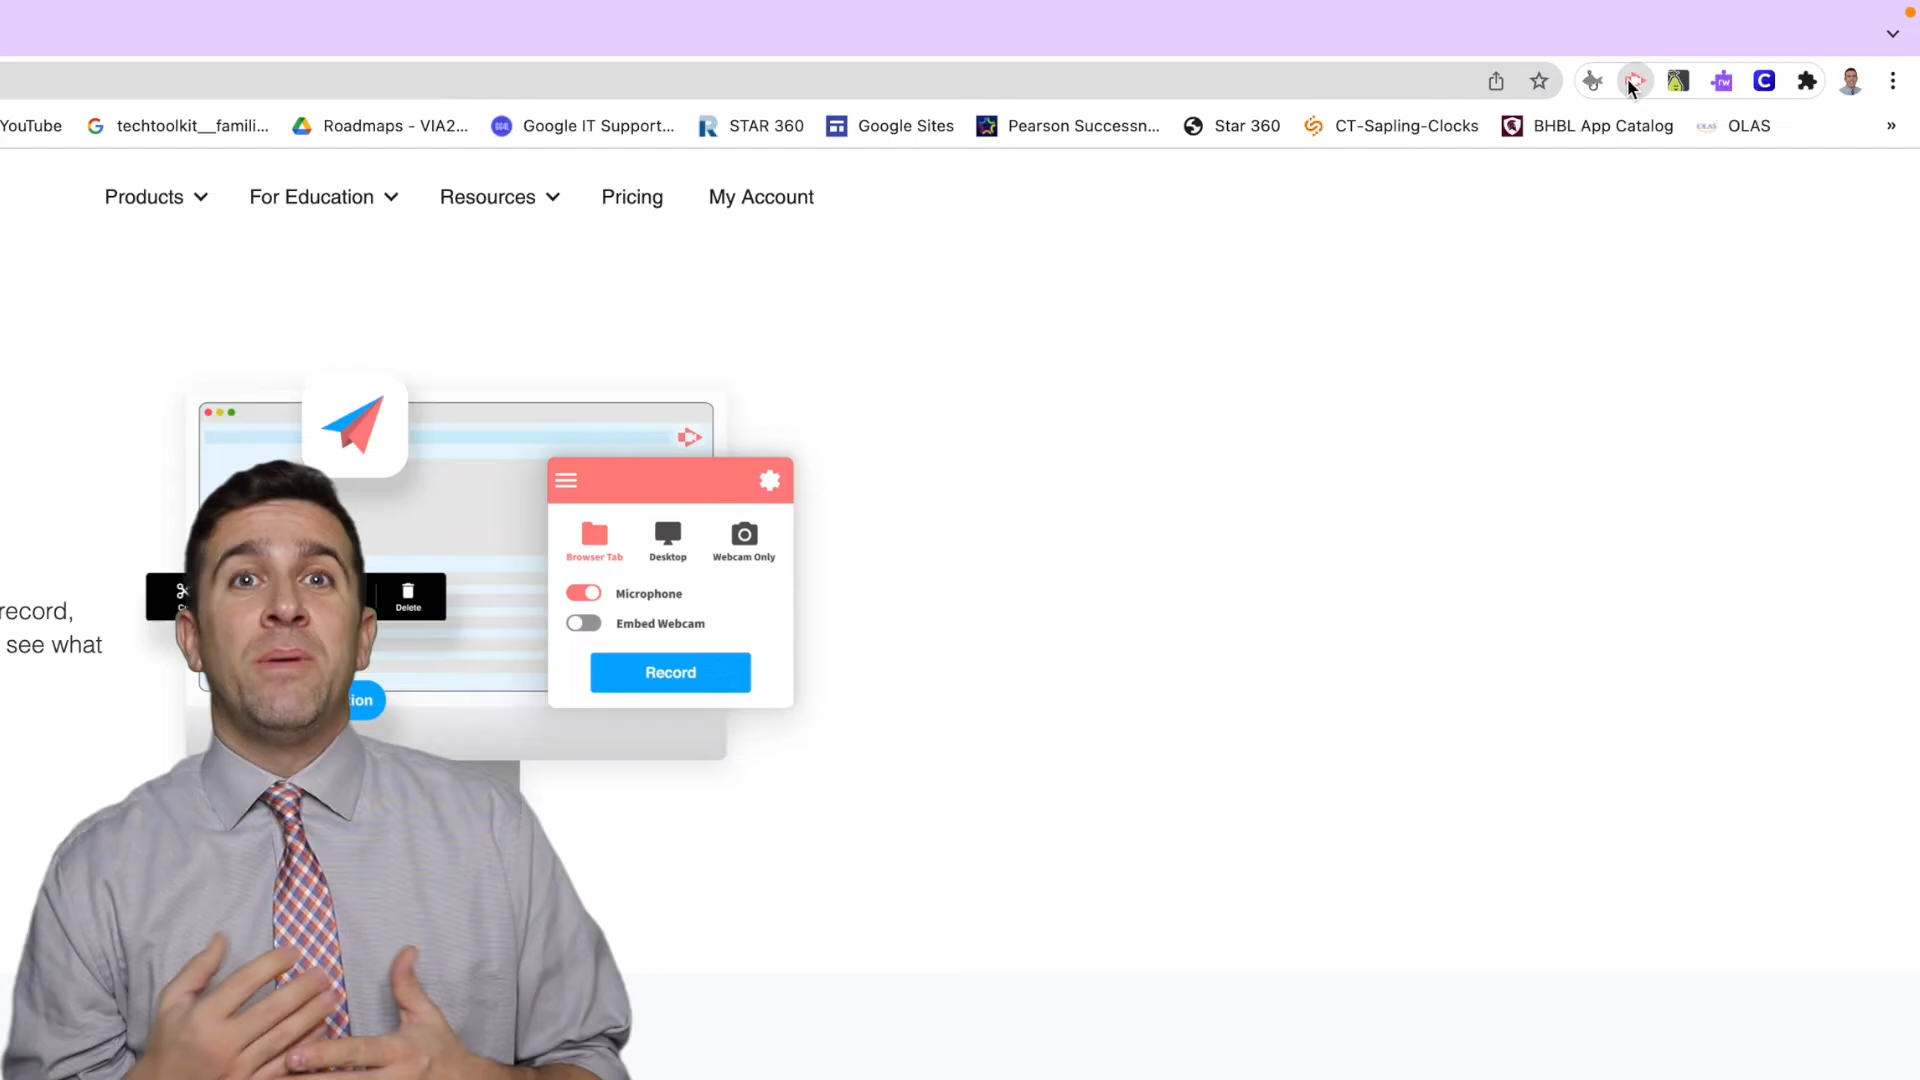 YouTube techtoolkit__famili... Roadmaps - VIA2... Google IT Support... STAR 360 Google Sites Pearson Successn... Star 360 CT-Sapling-Clocks BHBL App Catalog OLAS OLAS »
Products For Education Resources Pricing My Account
Browser Tab Desktop Webcam Only
Delete
Microphone
record,
Embed Webcam
see what
Record
ion